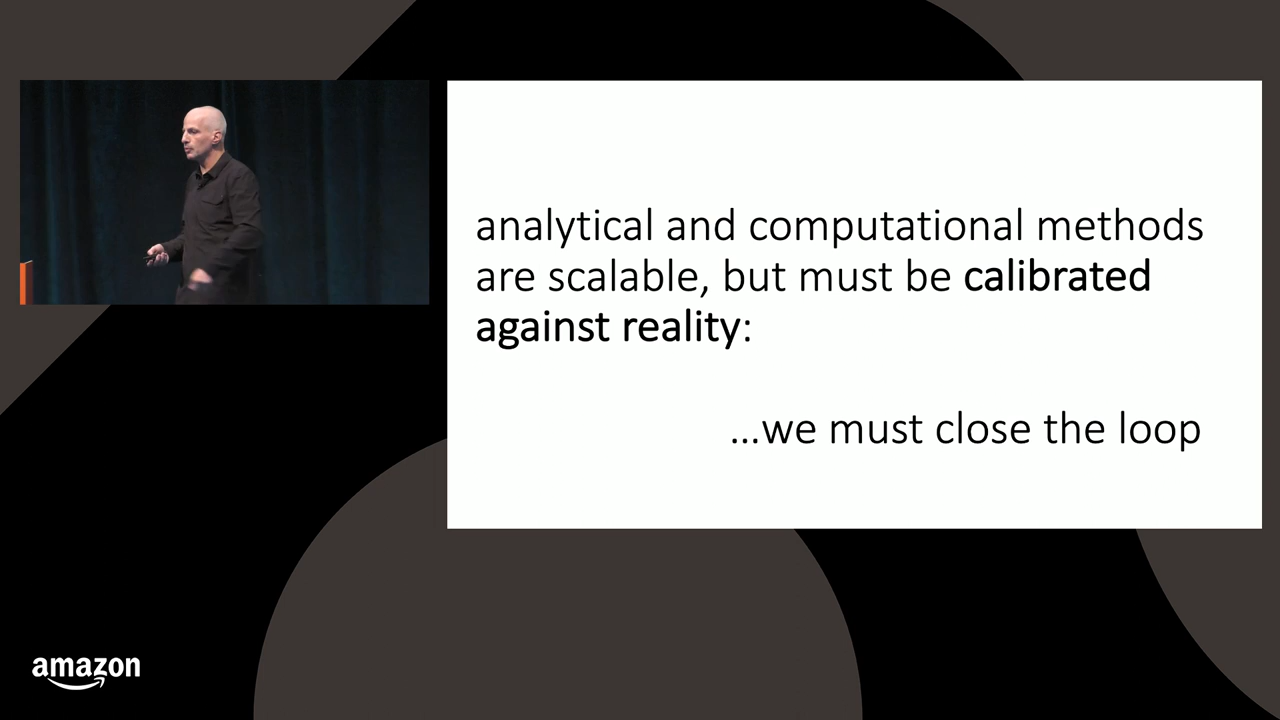 analytical and computational methods
are scalable, but must be calibrated
against reality:
...we must close the loop
amazon